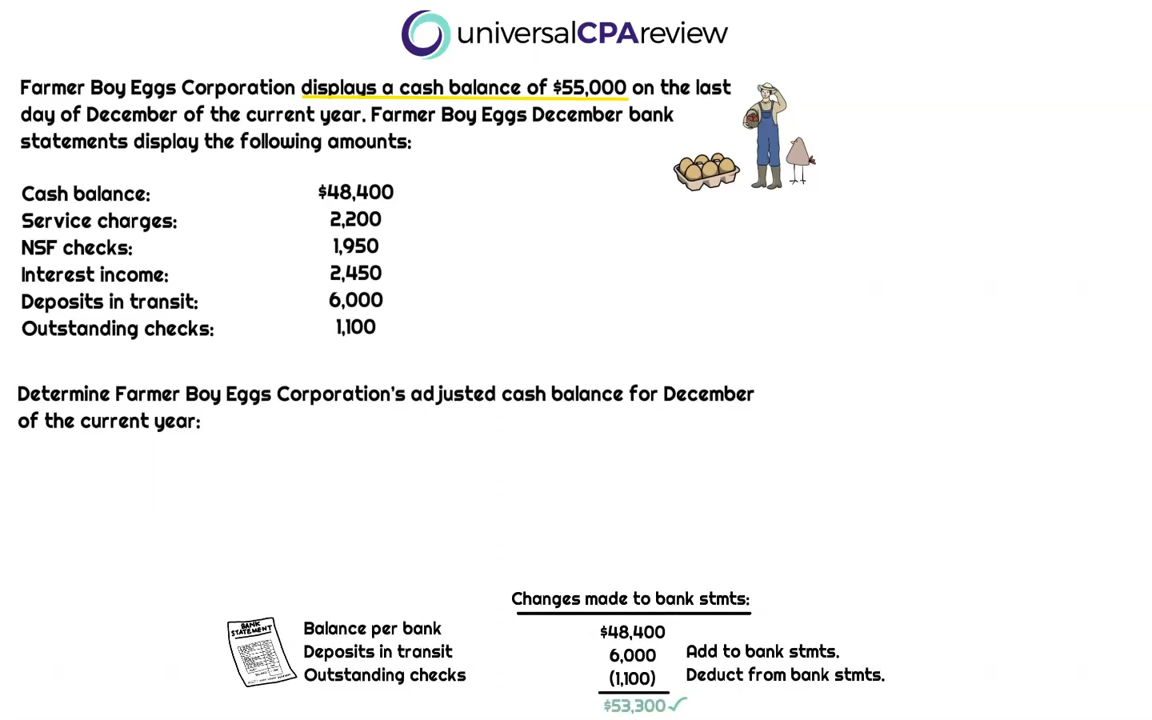 universalCPAreview
Farmer Boy Eggs Corporation displays a cash balance of $55,000 on the last
day of December of the current year. Farmer Boy Eggs December bank
statements display the following amounts:
Cash balance: $48,400
Service charges: 2,200
NSF checks: 1,950
Interest income: 2,450
Deposits in transit: 6,000
Outstanding checks: 1,100
Determine Farmer Boy Eggs Corporation's adjusted cash balance for December
of the current year:
Changes made to bank stmts:
BANK
STATEMENT
Balance per bank $48,400
Deposits in transit 6,000 Add to bank stmts.
Outstanding checks (1,100) Deduct from bank stmts.
$53,300